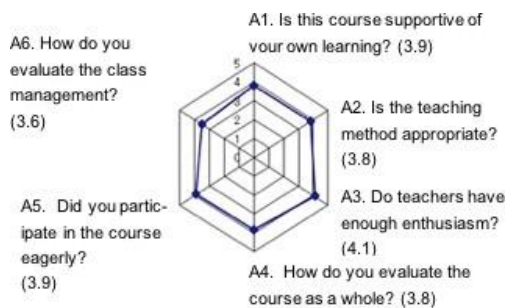 A1. Is this course supportive of
your own learning? (3.9)
A6. How do you
evaluate the class
management?
(3.6)
5
4
3
2
1
0
A2. Is the teaching
method appropriate?
(3.8)
A3. Do teachers have
enough enthusiasm?
(4.1)
A5. Did you partic-
ipate in the course
eagerly?
(3.9)
A4. How do you evaluate the
course as a whole? (3.8)